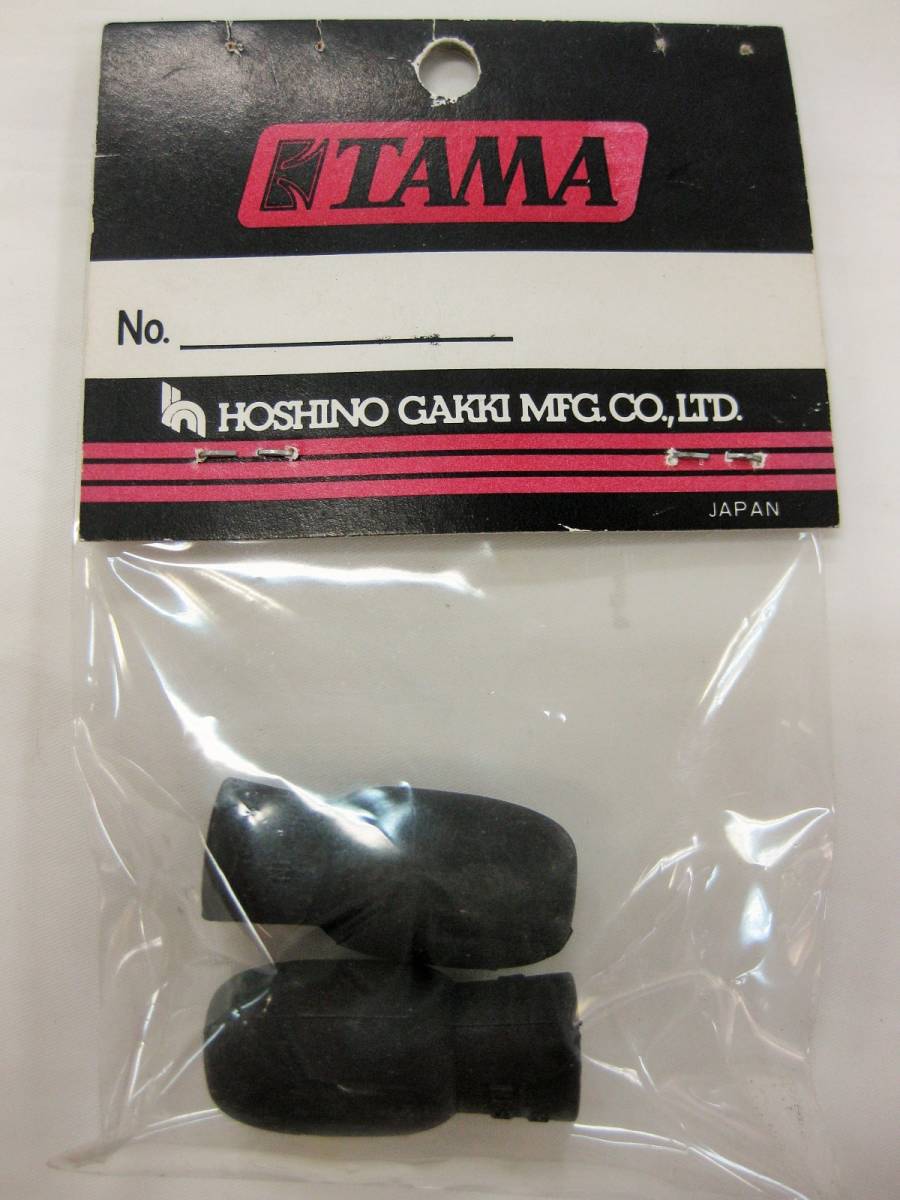 TAMA
No.
HOSHINO GAKKI MFG. CO., LTD.
JAPAN